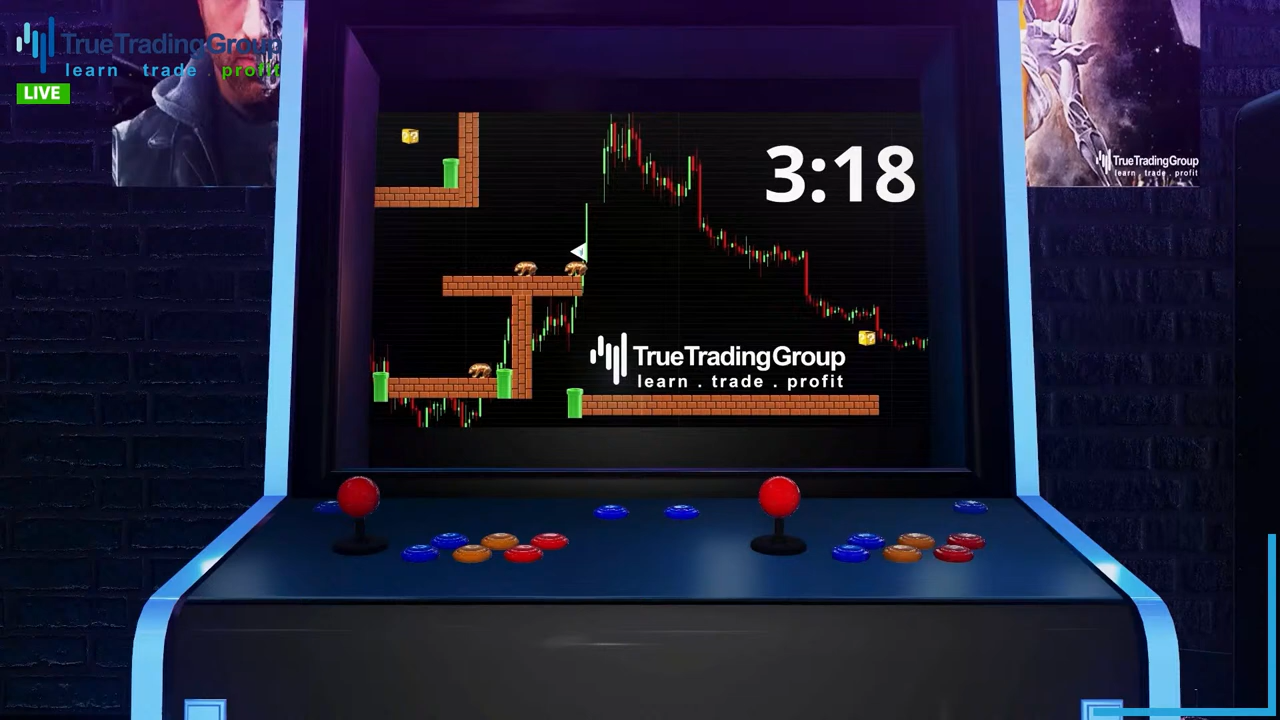 TrueTradingGroup
learn . trade . profit
LIVE
3:18
TrueTradingGroup
learn . trade . profit
TrueTradingGroup
learn . trade . profit